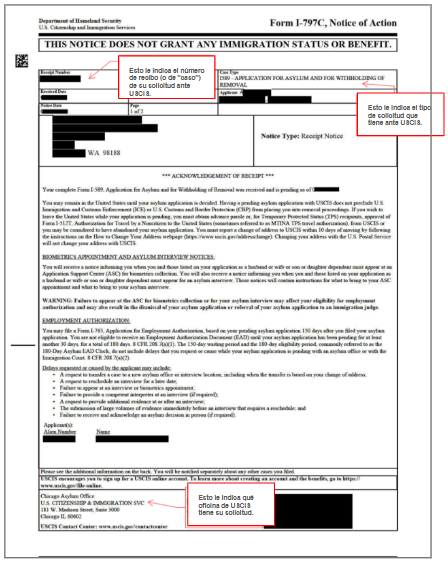 Department of Homeland Security
U.S. Citizenship and Immigration Services
Form I-797C, Notice of Action
THIS NOTICE DOES NOT GRANT ANY IMMIGRATION STATUS OR BENEFIT.
Receipt Number
Esto le indica el número
de recibo (o de "caso")
de su solicitud ante
USCIS.
Case Type
I589 - APPLICATION FOR ASYLUM AND FOR WITHHOLDING OF
REMOVAL
Received Date
Applicant A
Esto le indica el tipo
de solicitud que
tiene ante USCIS.
Notice Date
Page
1 of 2
WA 98188
Notice Type: Receipt Notice
*** ACKNOWLEDGEMENT OF RECEIPT ***
Your complete Form I-589, Application for Asylum and for Withholding of Removal was received and is pending as of
You may remain in the United States until your asylum application is decided. Having a pending asylum application with USCIS does not preclude U.S.
Immigration and Customs Enforcement (ICE) or U.S. Customs and Border Protection (CBP) from placing you into removal proceedings. If you wish to
leave the United States while your application is pending, you must obtain advance parole or, for Temporary Protected Status (TPS) recipients, approval of
Form I-512T, Authorization for Travel by a Noncitizen to the United States (sometimes referred to as MTINA TPS travel authorization), from USCIS or
you may be considered to have abandoned your asylum application. You must report a change of address to USCIS within 10 days of moving by following
the instructions on the How to Change Your Address webpage (https://www.uscis.gov/addresschange). Changing your address with the U.S. Postal Service
will not change your address with USCIS.
BIOMETRICS APPOINTMENT AND ASYLUM INTERVIEW NOTICES:
You will receive a notice informing you when you and those listed on your application as a husband or wife or son or daughter dependent must appear at an
Application Support Center (ASC) for biometrics collection. You will also receive a notice informing you when you and those listed on your application
as a husband or wife or son or daughter dependent must appear for an asylum interview. Those notices will contain instructions for what to bring to your ASC
appointment and what to bring to your asylum interview.
WARNING: Failure to appear at the ASC for biometrics collection or for your asylum interview may affect your eligibility for employment
authorization and may also result in the dismissal of your asylum application or referral of your asylum application to an immigration judge.
EMPLOYMENT AUTHORIZATION:
You may file a Form I-765, Application for Employment Authorization, based on your pending asylum application 150 days after you filed your asylum
application. You are not eligible to receive an Employment Authorization Document (EAD) until your asylum application has been pending for at least
another 30 days, for a total of 180 days. 8 CFR 208.7(a)(1). The 150-day waiting period and the 180-day eligibility period, commonly referred to as the
180-Day Asylum EAD Clock, do not include delays that you request or cause while your asylum application is pending with an asylum office or with the
Immigration Court. 8 CFR 208.7(a)(2).
Delays requested or caused by the applicant may include:
• A request to transfer a case to a new asylum office or interview location, including when the transfer is based on your change of address;
• A request to reschedule an interview for a later date;
• Failure to appear at an interview or biometrics appointment;
• Failure to provide a competent interpreter at an interview (if required);
• A request to provide additional evidence at or after an interview;
• The submission of large volumes of evidence immediately before an interview that requires a reschedule; and
• Failure to receive and acknowledge an asylum decision in person (if required).
Applicant(s):
Alien Number Name
Please see the additional information on the back. You will be notified separately about any other cases you filed.
USCIS encourages you to sign up for a USCIS online account. To learn more about creating an account and the benefits, go to https://
www.uscis.gov/file-online.
Chicago Asylum Office
U.S. CITIZENSHIP & IMMIGRATION SVC
181 W. Madison Street, Suite 3000
Chicago IL 60602
Esto le indica qué
oficina de USCIS
tiene su solicitud.
USCIS Contact Center: www.uscis.gov/contactcenter